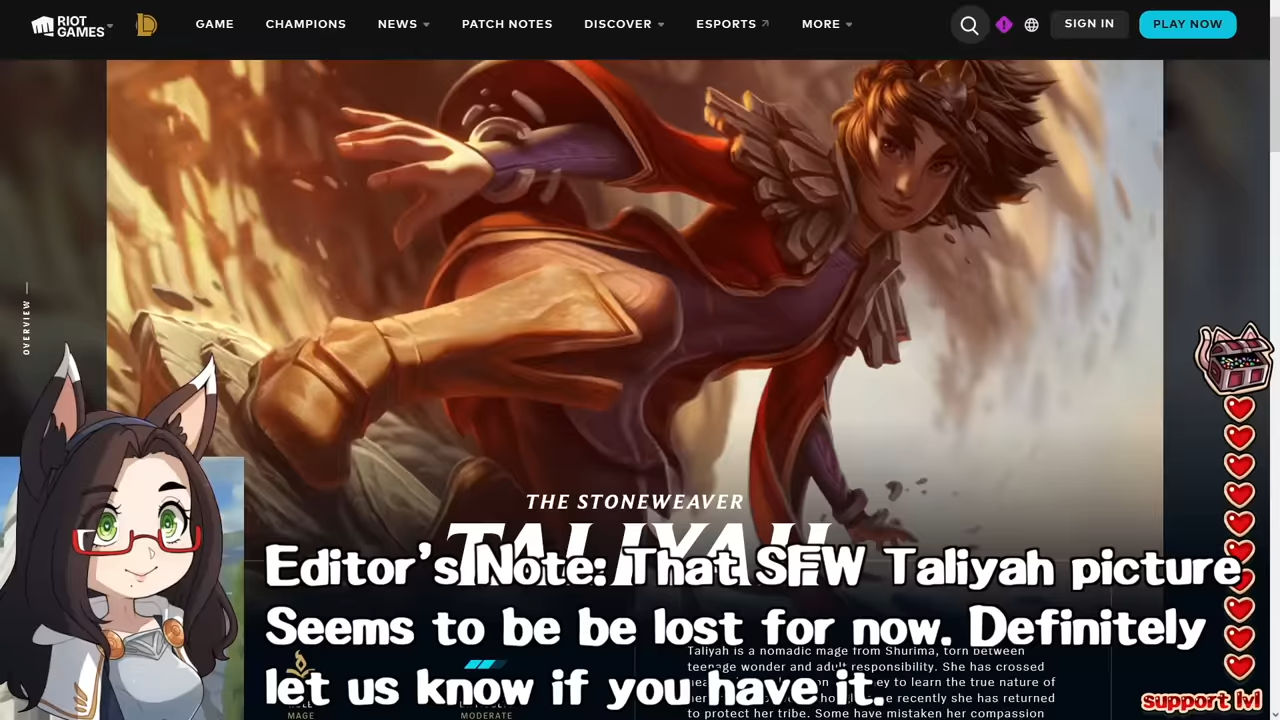 RIOT GAMES
GAME CHAMPIONS NEWS PATCH NOTES DISCOVER ESPORTS MORE SIGN IN PLAY NOW
OVERVIEW
THE STONEWEAVER
TALIYAH
Editor's Note: That SFW Taliyah picture
Seems to be be lost for now. Definitely
let us know if you have it.
Taliyah is a nomadic mage from Shurima, torn between
teenage wonder and adult responsibility. She has crossed
to learn the true nature of
recently she has returned
to protect her tribe. Some have mistaken her compassion
MAGE
MODERATE
support lvl